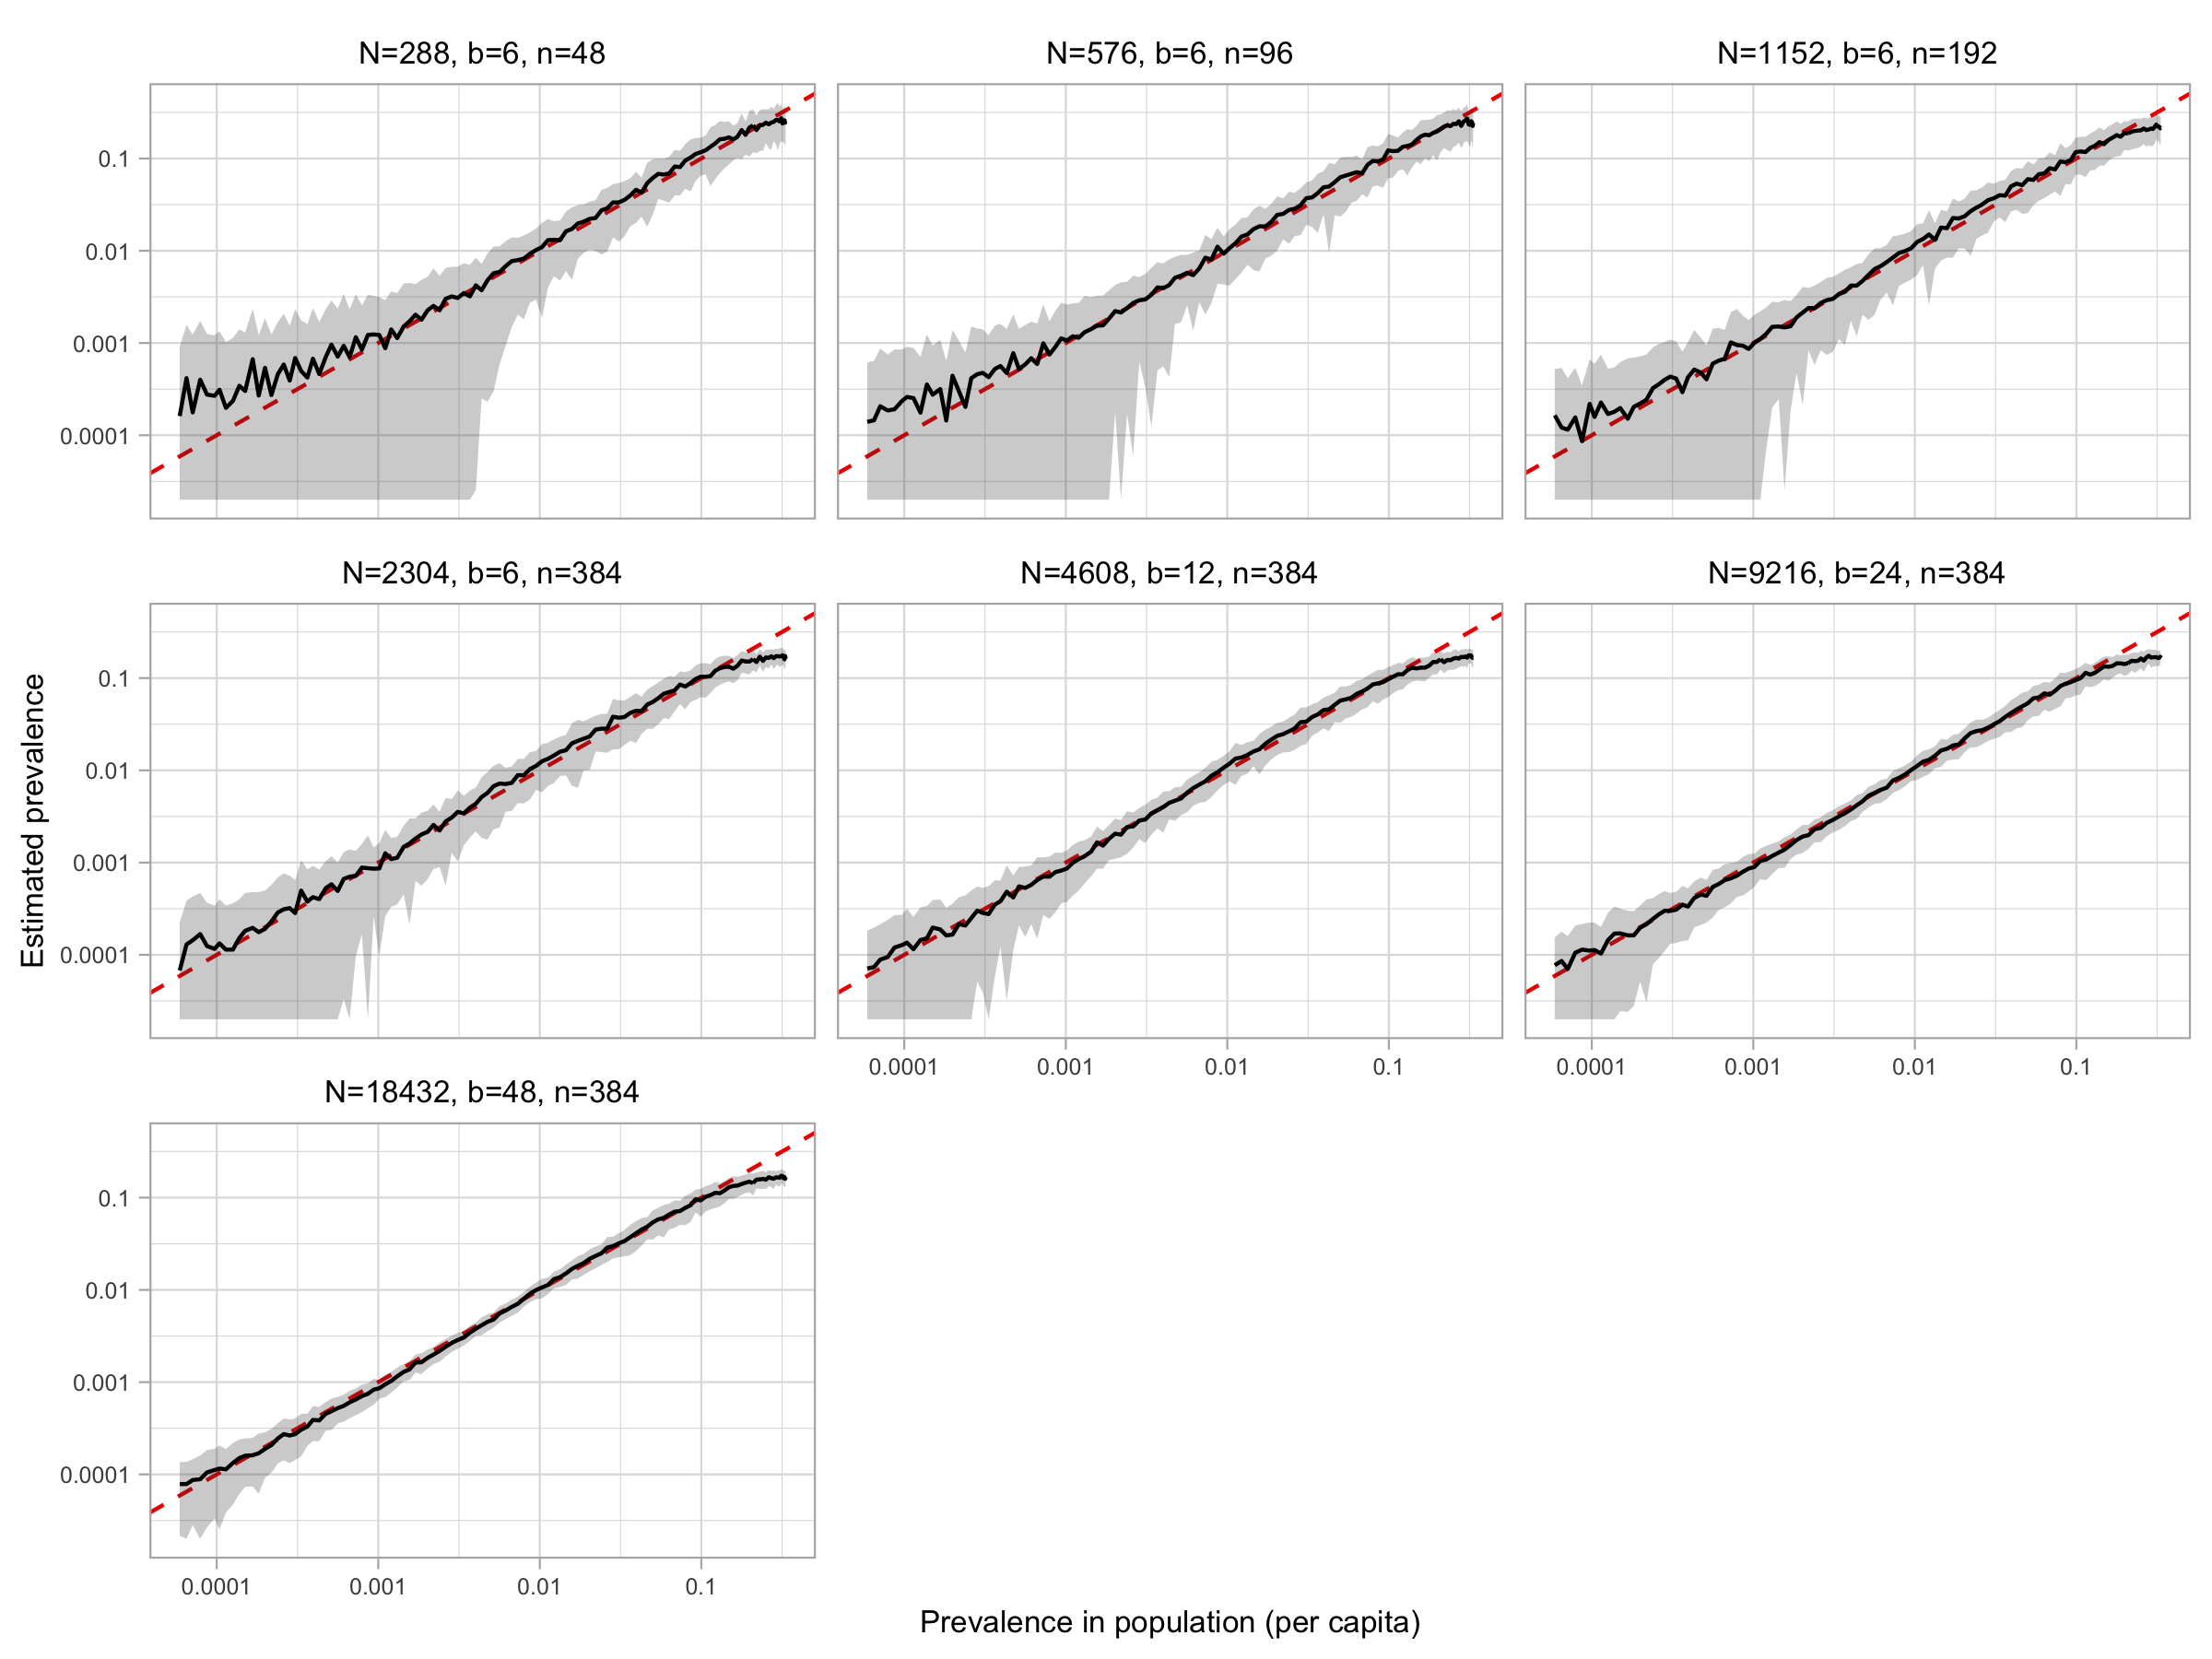 N=288, b=6, n=48
N=576, b=6, n=96
N=1152, b=6, n=192
0.1
0.01
0.001
0.0001
N=2304, b=6, n=384
N=4608, b=12, n=384
N=9216, b=24, n=384
0.1
0.01
0.001
0.0001
0.0001 0.001 0.01 0.1
0.0001 0.001 0.01 0.1
N=18432, b=48, n=384
0.1
0.01
0.001
0.0001
0.0001 0.001 0.01 0.1
Estimated prevalence
Prevalence in population (per capita)